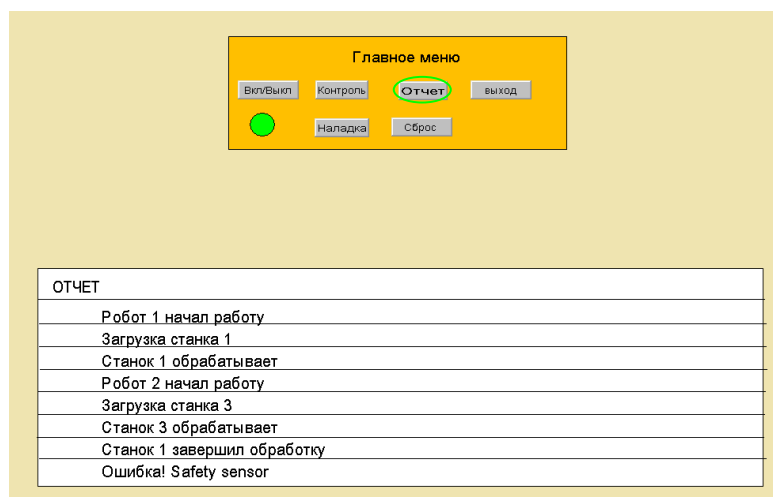 Главное меню
Вкл/Выкл Контроль Отчет выход
Наладка Сброс
ОТЧЕТ
Робот 1 начал работу
Загрузка станка 1
Станок 1 обрабатывает
Робот 2 начал работу
Загрузка станка 3
Станок 3 обрабатывает
Станок 1 завершил обработку
Ошибка! Safety sensor